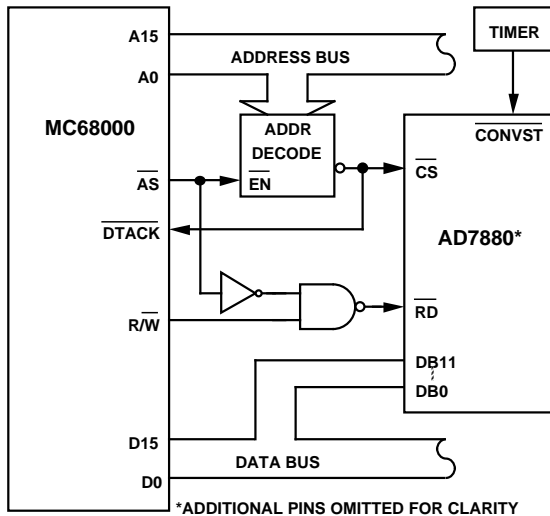 A15
TIMER
ADDRESS BUS
A0
MC68000
ADDR
DECODE
CONVST
AS
EN
CS
DTACK
AD7880*
R/W
RD
DB11
DB0
D15
DATA BUS
D0
*ADDITIONAL PINS OMITTED FOR CLARITY